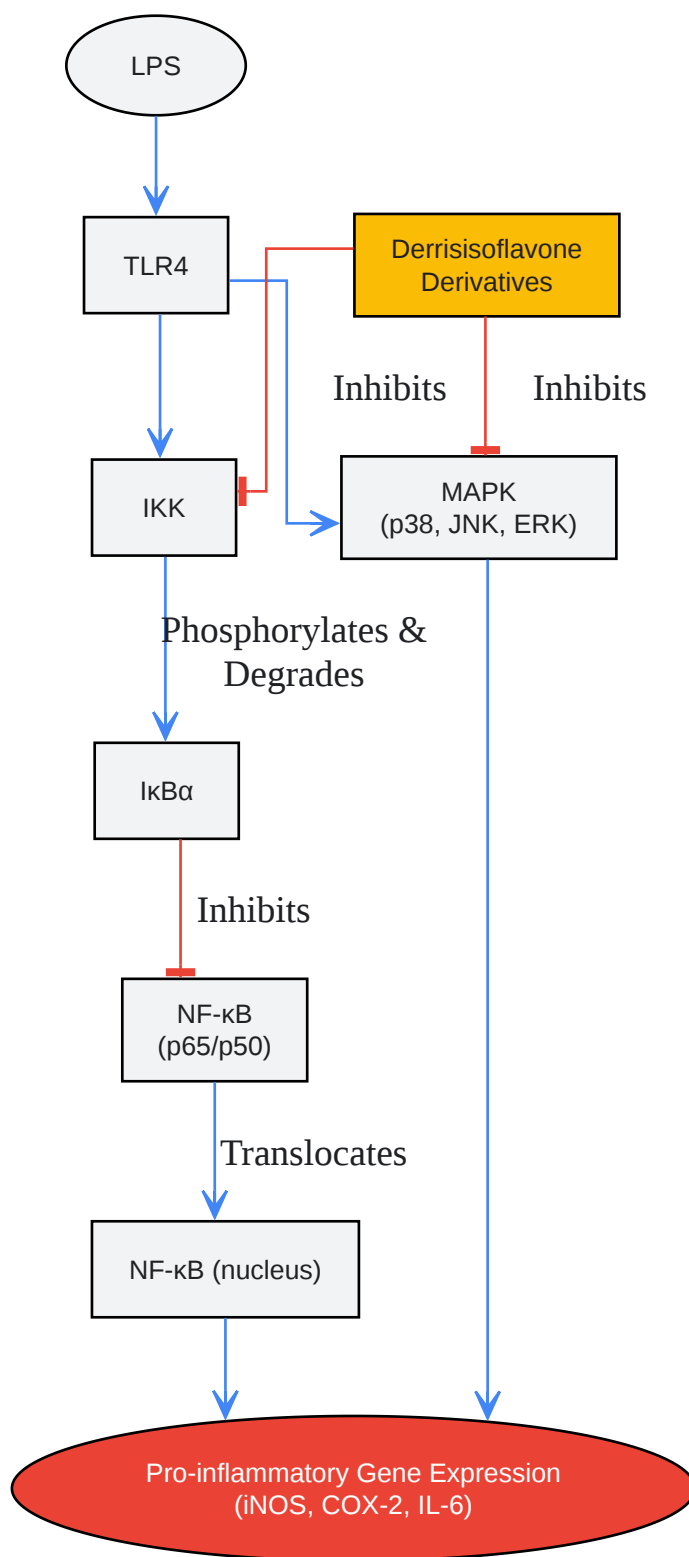 LPS
TLR4
Derrisisoflavone
Derivatives
Inhibits
Inhibits
IKK
MAPK
(p38, JNK, ERK)
Phosphorylates &
Degrades
IκBα
Inhibits
NF-κB
(p65/p50)
Translocates
NF-κB (nucleus)
Pro-inflammatory Gene Expression
(iNOS, COX-2, IL-6)